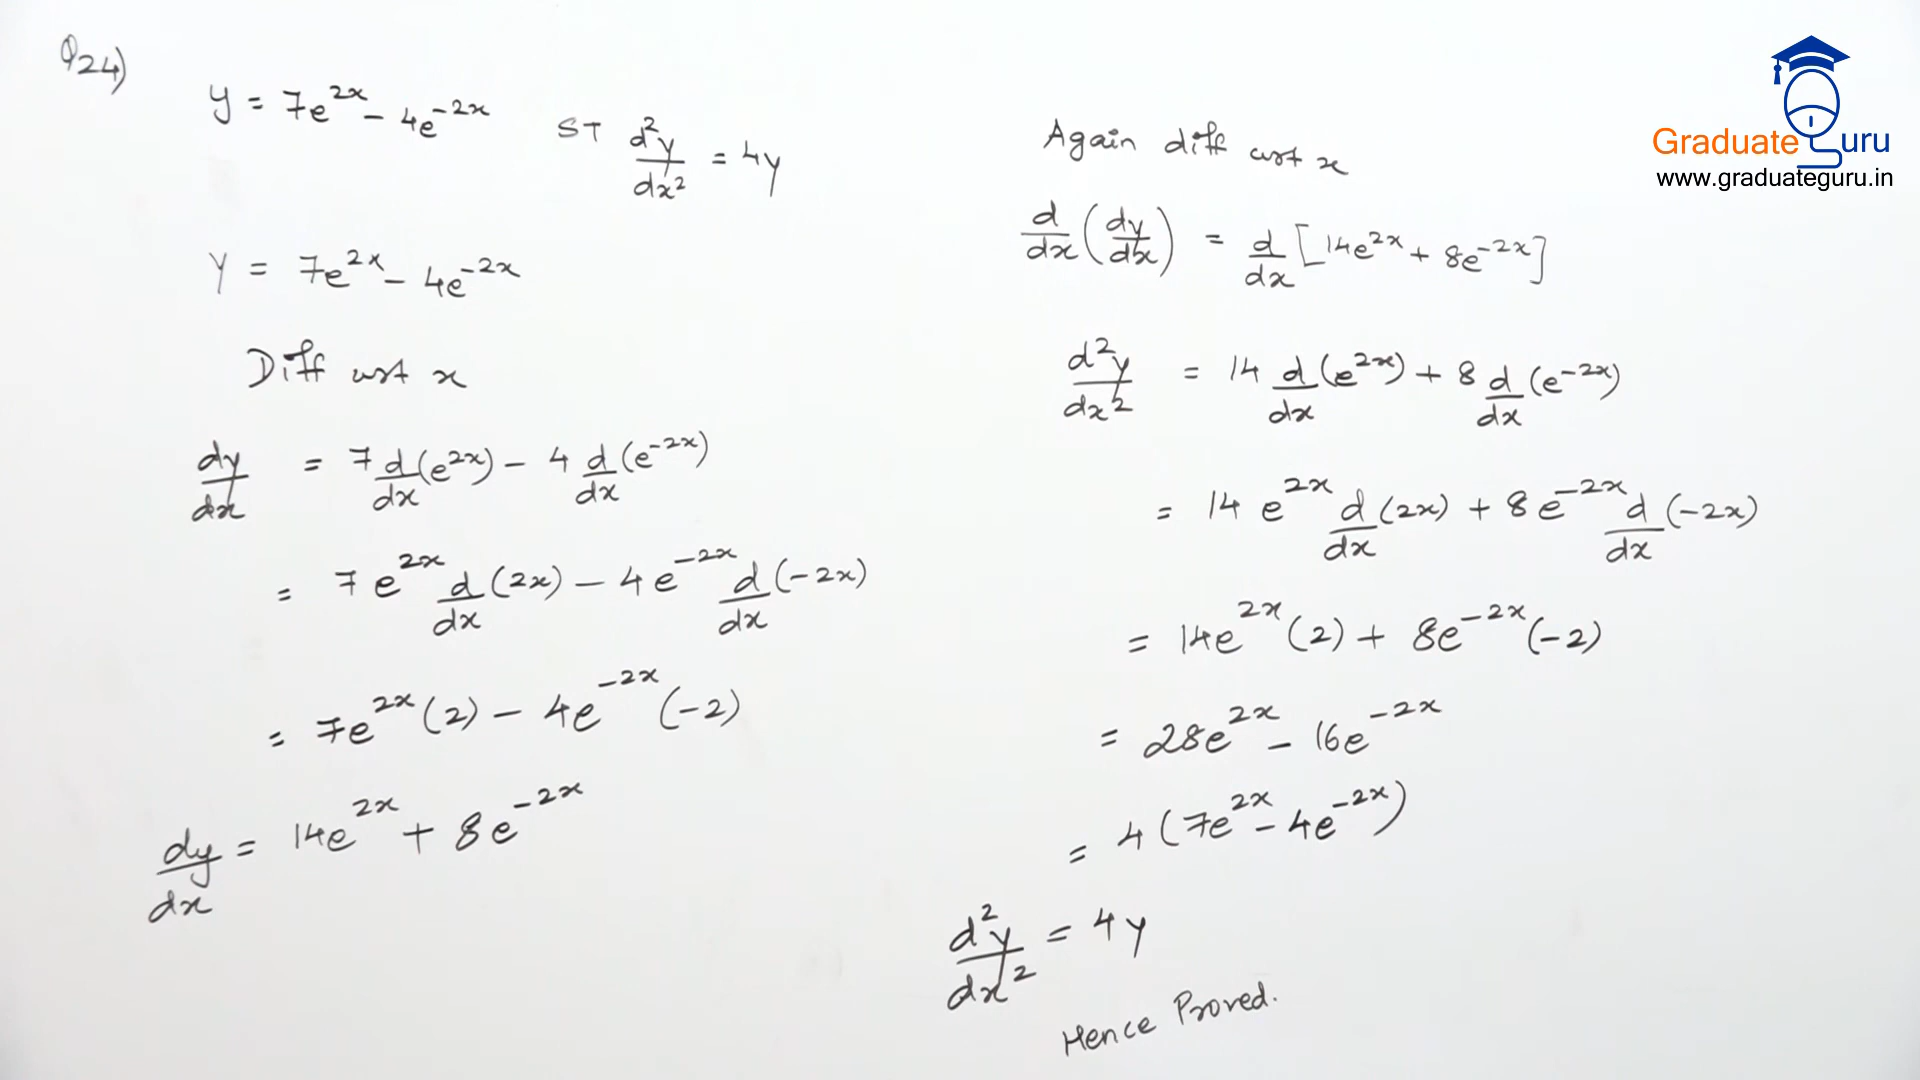 Q24)
y = 7e^{2x} - 4e^{-2x} ST d²y/dx² = 4y
y = 7e^{2x} - 4e^{-2x}
Diff wrt x
dy/dx = 7 d/dx (e^{2x}) - 4 d/dx (e^{-2x})
= 7e^{2x} d/dx (2x) - 4e^{-2x} d/dx (-2x)
= 7e^{2x} (2) - 4e^{-2x} (-2)
dy/dx = 14e^{2x} + 8e^{-2x}
Again diff wrt x
d/dx (dy/dx) = d/dx [14e^{2x} + 8e^{-2x}]
d²y/dx² = 14 d/dx (e^{2x}) + 8 d/dx (e^{-2x})
= 14 e^{2x} d/dx (2x) + 8e^{-2x} d/dx (-2x)
= 14e^{2x} (2) + 8e^{-2x} (-2)
= 28e^{2x} - 16e^{-2x}
= 4 (7e^{2x} - 4e^{-2x})
d²y/dx² = 4y
Hence Proved.
Graduate Guru
www.graduateguru.in